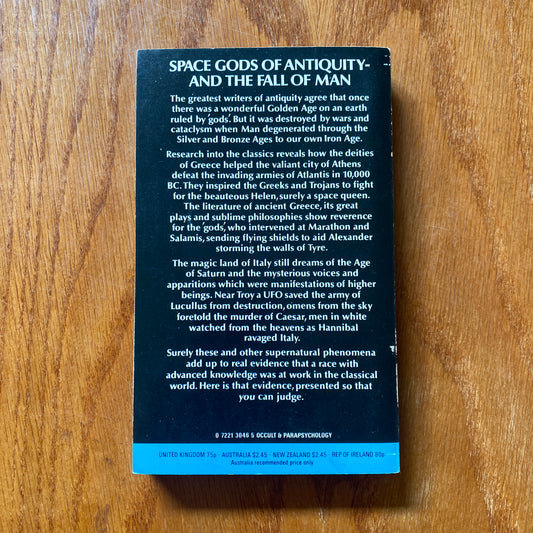 SPACE GODS OF ANTIQUITY-
AND THE FALL OF MAN
The greatest writers of antiquity agree that once
there was a wonderful Golden Age on an earth
ruled by 'gods'. But it was destroyed by wars and
cataclysm when Man degenerated through the
Silver and Bronze Ages to our own Iron Age.
Research into the classics reveals how the deities
of Greece helped the valiant city of Athens
defeat the invading armies of Atlantis in 10,000
BC. They inspired the Greeks and Trojans to fight
for the beauteous Helen, surely a space queen.
The literature of ancient Greece, its great
plays and sublime philosophies show reverence
for the 'gods', who intervened at Marathon and
Salamis, sending flying shields to aid Alexander
storming the walls of Tyre.
The magic land of Italy still dreams of the Age
of Saturn and the mysterious voices and
apparitions which were manifestations of higher
beings. Near Troy a UFO saved the army of
Lucullus from destruction, omens from the sky
foretold the murder of Caesar, men in white
watched from the heavens as Hannibal
ravaged Italy.
Surely these and other supernatural phenomena
add up to real evidence that a race with
advanced knowledge was at work in the classical
world. Here is that evidence, presented so that
you can judge.
0 7221 3046 5 OCCULT & PARAPSYCHOLOGY
UNITED KINGDOM 75p · AUSTRALIA $2.45 · NEW ZEALAND $2.45 · REP OF IRELAND 80p
Australia recommended price only